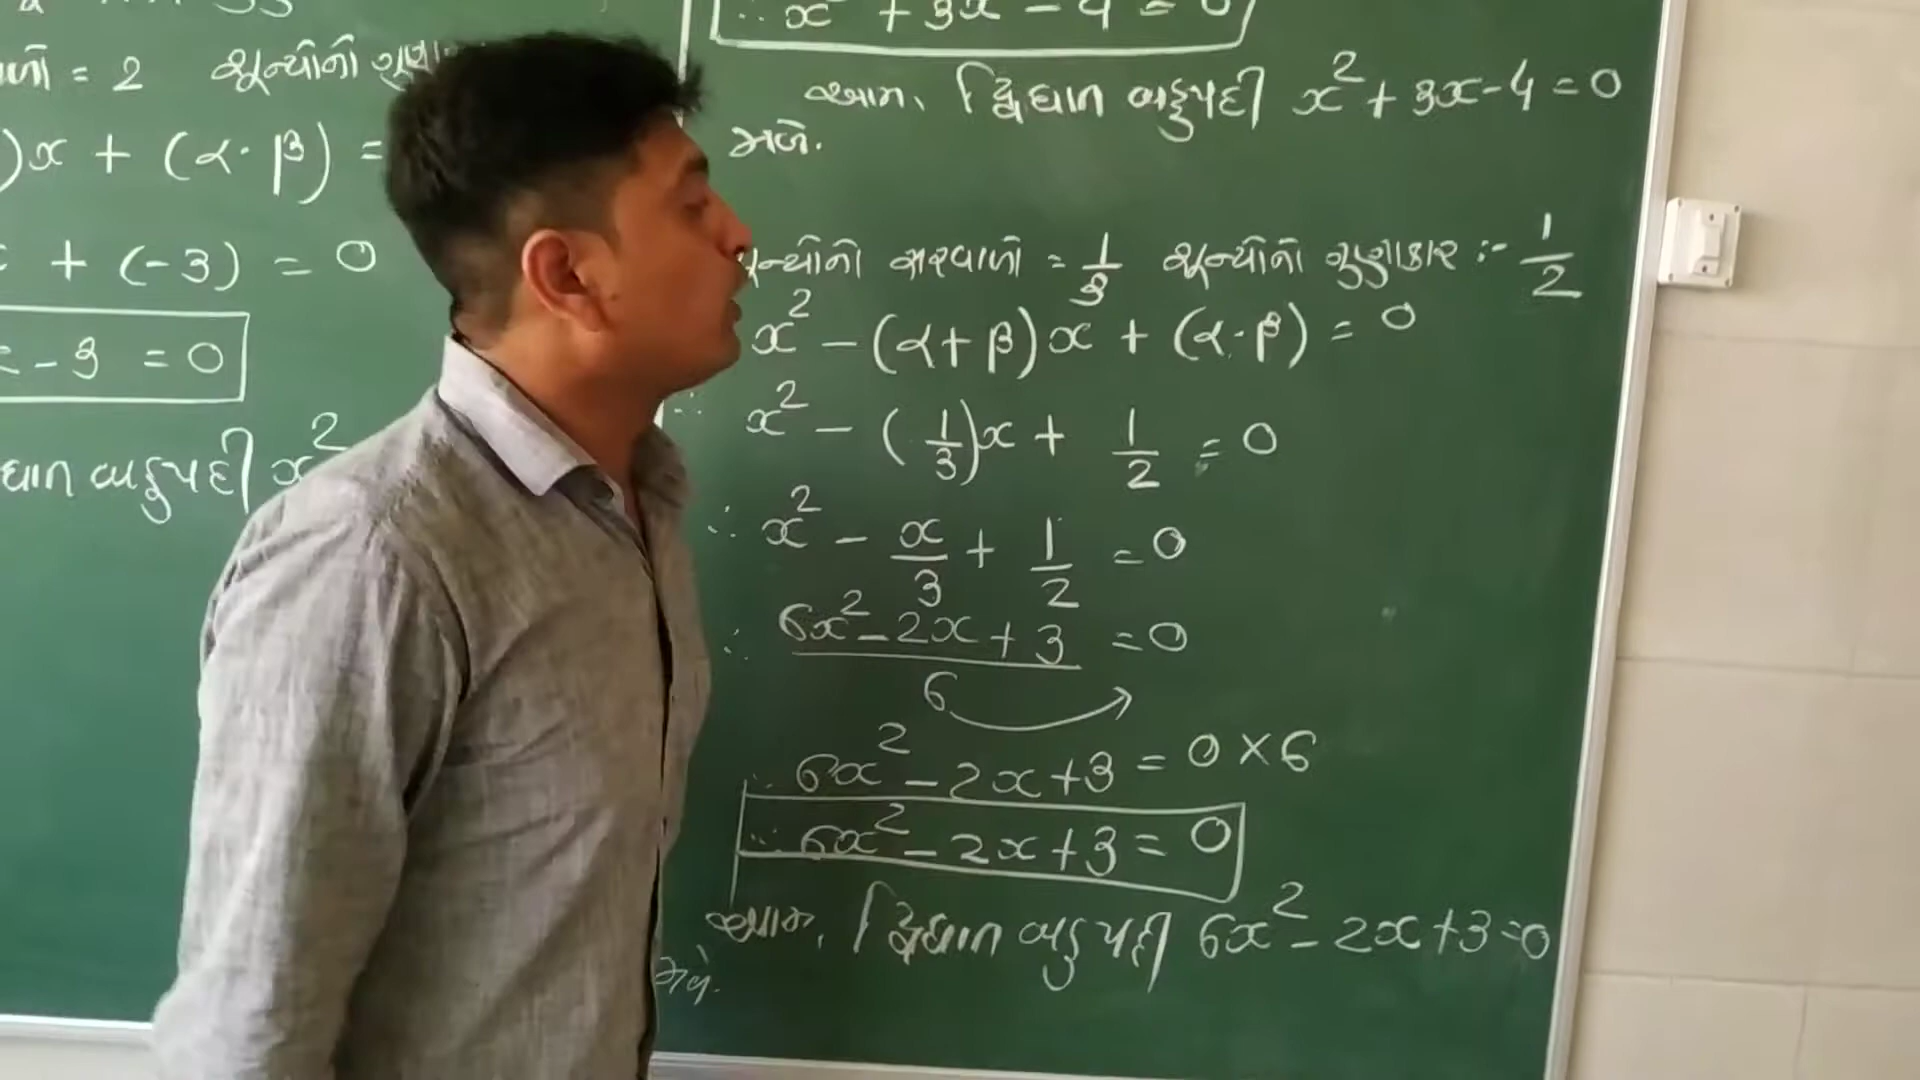 = 2 શૂન્યોનો
)x + (α·β) =
+ (-3) = 0
- 3 = 0
બહુપદી x²
∴ x² + 3x - 4 = 0
આમ, દ્વિઘાત બહુપદી x² + 3x - 4 = 0
મળે.
શૂન્યોનો સરવાળો = 1/3 શૂન્યોનો ગુણાકાર :- 1/2
x² - (α+β)x + (α·β) = 0
∴ x² - (1/3)x + 1/2 = 0
∴ x² - x/3 + 1/2 = 0
∴ (6x² - 2x + 3)/6 = 0
∴ 6x² - 2x + 3 = 0 × 6
∴ 6x² - 2x + 3 = 0
આમ, દ્વિઘાત બહુપદી 6x² - 2x + 3 = 0
મળે.